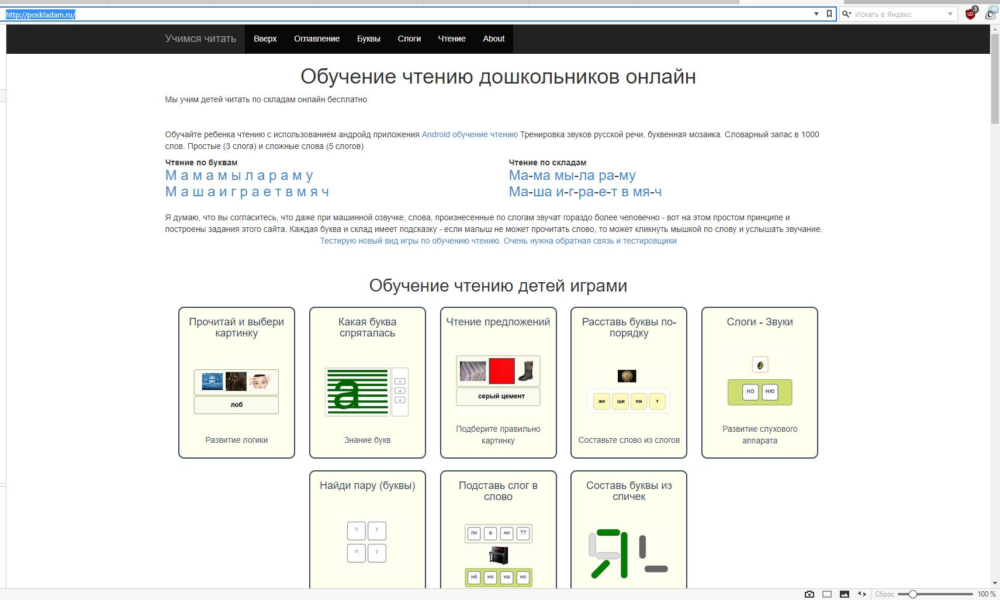 http://poskladam.ru/
Искать в Яндекс
3
off
Учимся читать
Вверх
Оглавление
Буквы
Слоги
Чтение
About
Обучение чтению дошкольников онлайн
Мы учим детей читать по складам онлайн бесплатно.
Обучайте ребенка чтению с использованием андройд приложения Android обучение чтению Тренировка звуков русской речи, буквенная мозаика. Словарный запас в 1000
слов. Простые (3 слога) и сложные слова (5 слогов)
Чтение по буквам
М а м а м ы л а р а м у
М а ш а и г р а е т в м я ч
Чтение по складам
Ма-ма мы-ла ра-му
Ма-ша и-г-ра-е-т в мя-ч
Я думаю, что вы согласитесь, что даже при машинной озвучке, слова, произнесенные по слогам звучат гораздо более человечно - вот на этом простом принципе и
построены задания этого сайта. Каждая буква и склад имеет подсказку - если малыш не может прочитать слово, то может кликнуть мышкой по слову и услышать звучание.
Тестирую новый вид игры по обучению чтению. Очень нужна обратная связь и тестировщики
Обучение чтению детей играми
Прочитай и выбери
картинку
лоб
Развитие логики
Какая буква
спряталась
а
Знание букв
Чтение предложений
серый цемент
Подберите правильно
картинку
Расставь буквы по-
порядку
же щи пи т
Составьте слово из слогов
Слоги - Звуки
но ню
Развитие слухового
аппарата
Найди пару (буквы)
о у
о у
Подставь слог в
слово
пи а ни ??
нё ни на но
Составь буквы из
спичек
Сброс
100 %